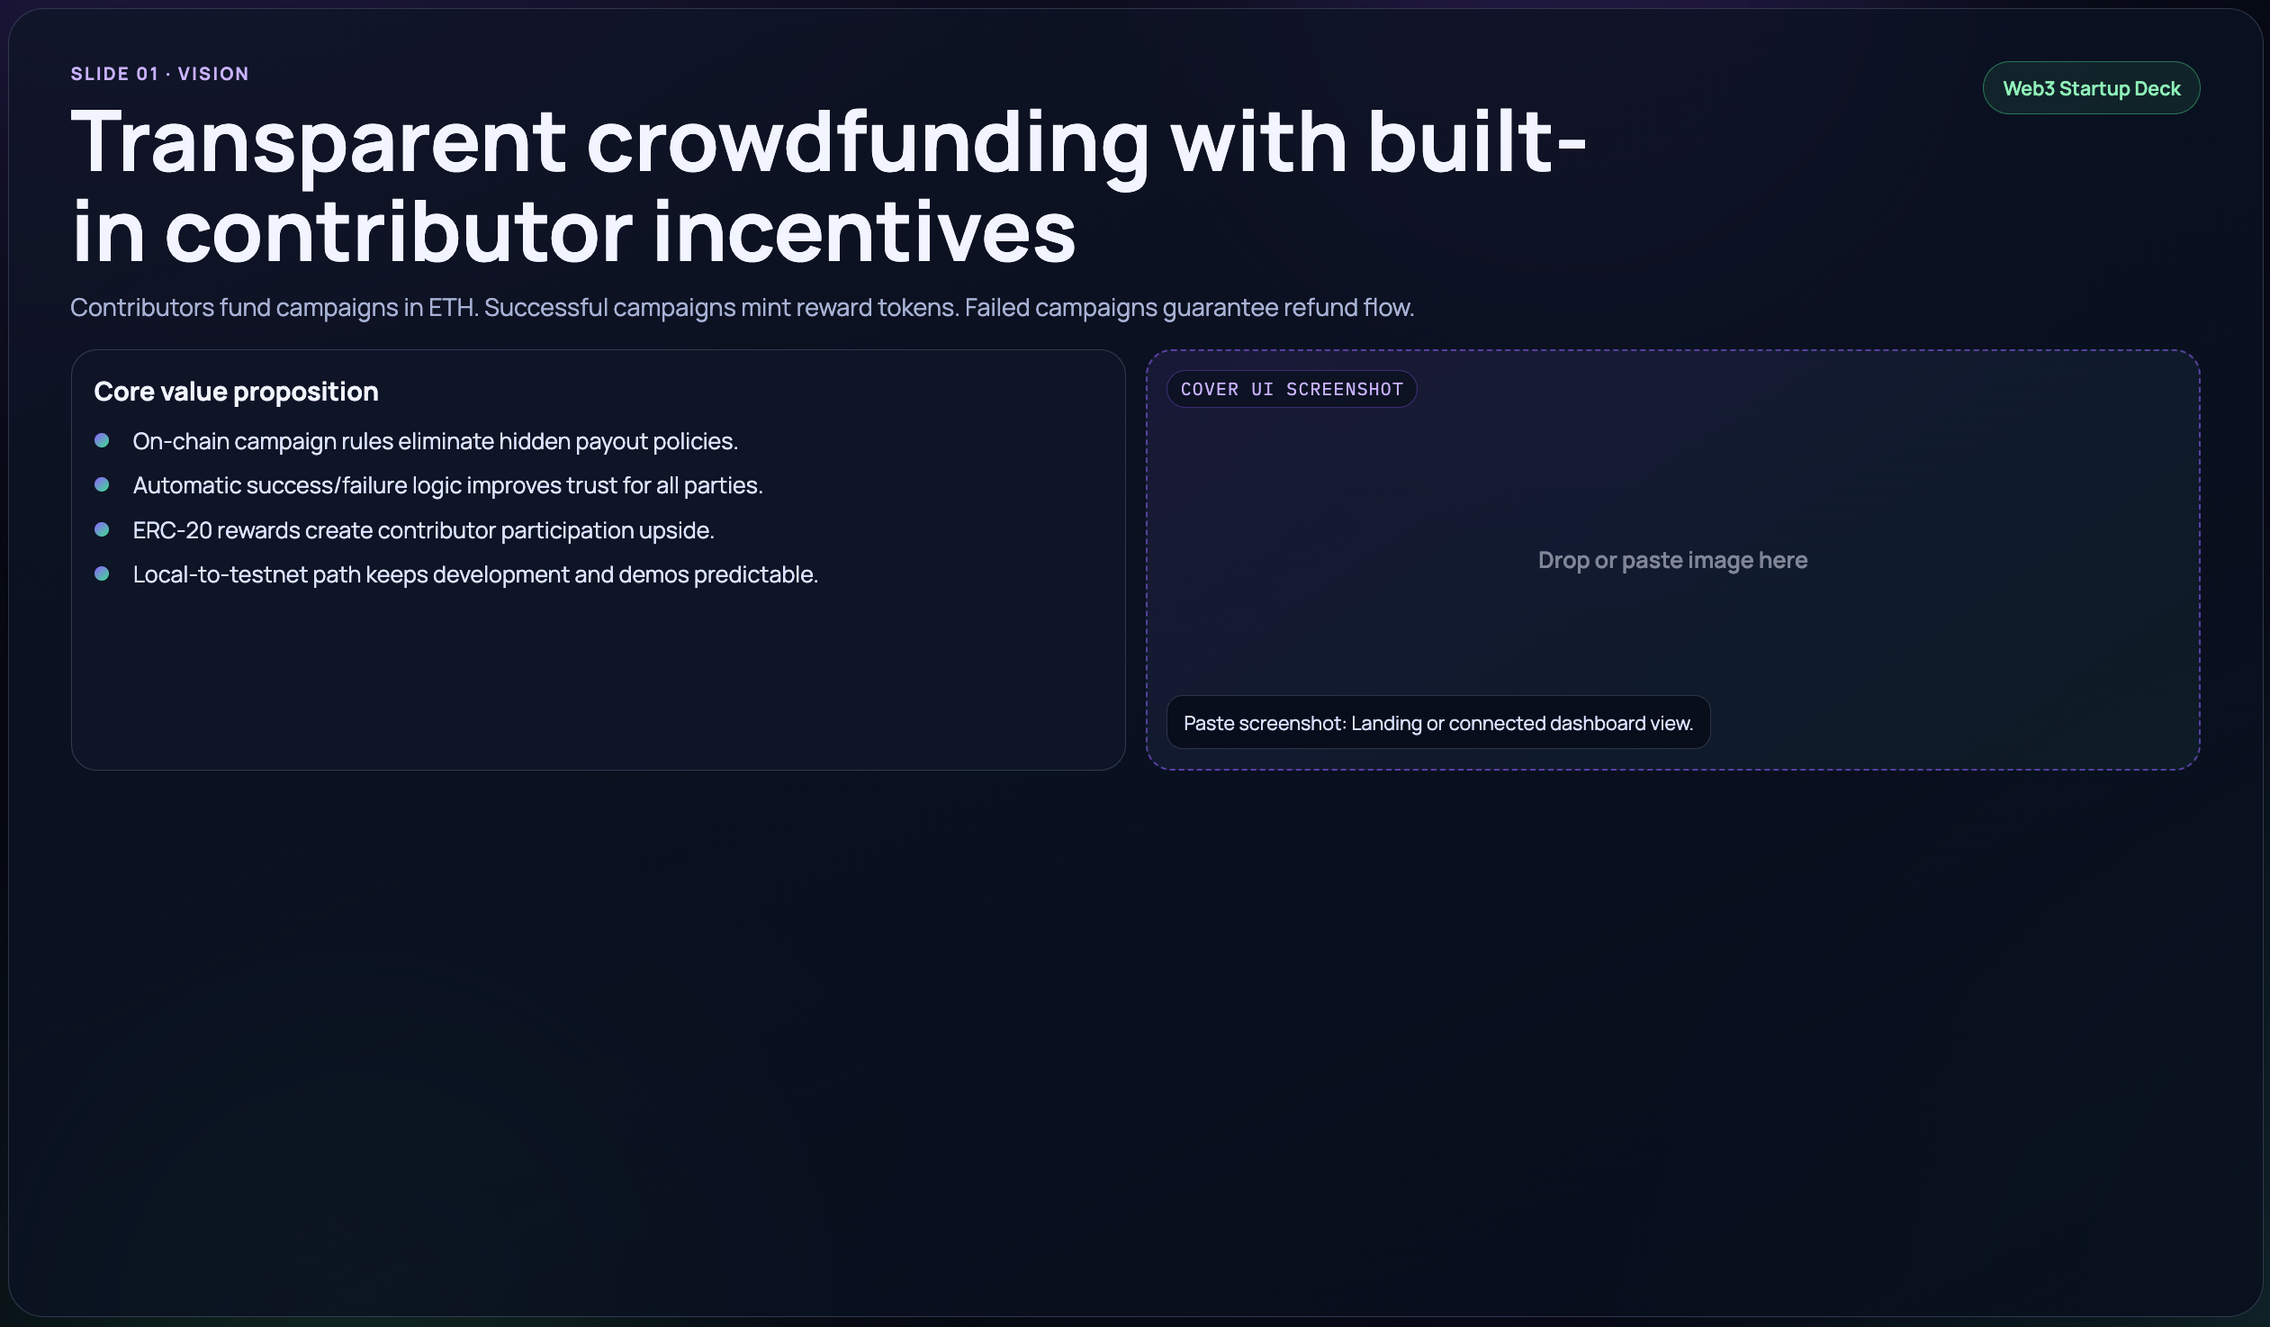 SLIDE 01 · VISION
Web3 Startup Deck
Transparent crowdfunding with built-
in contributor incentives
Contributors fund campaigns in ETH. Successful campaigns mint reward tokens. Failed campaigns guarantee refund flow.
Core value proposition
On-chain campaign rules eliminate hidden payout policies.
Automatic success/failure logic improves trust for all parties.
ERC-20 rewards create contributor participation upside.
Local-to-testnet path keeps development and demos predictable.
COVER UI SCREENSHOT
Drop or paste image here
Paste screenshot: Landing or connected dashboard view.